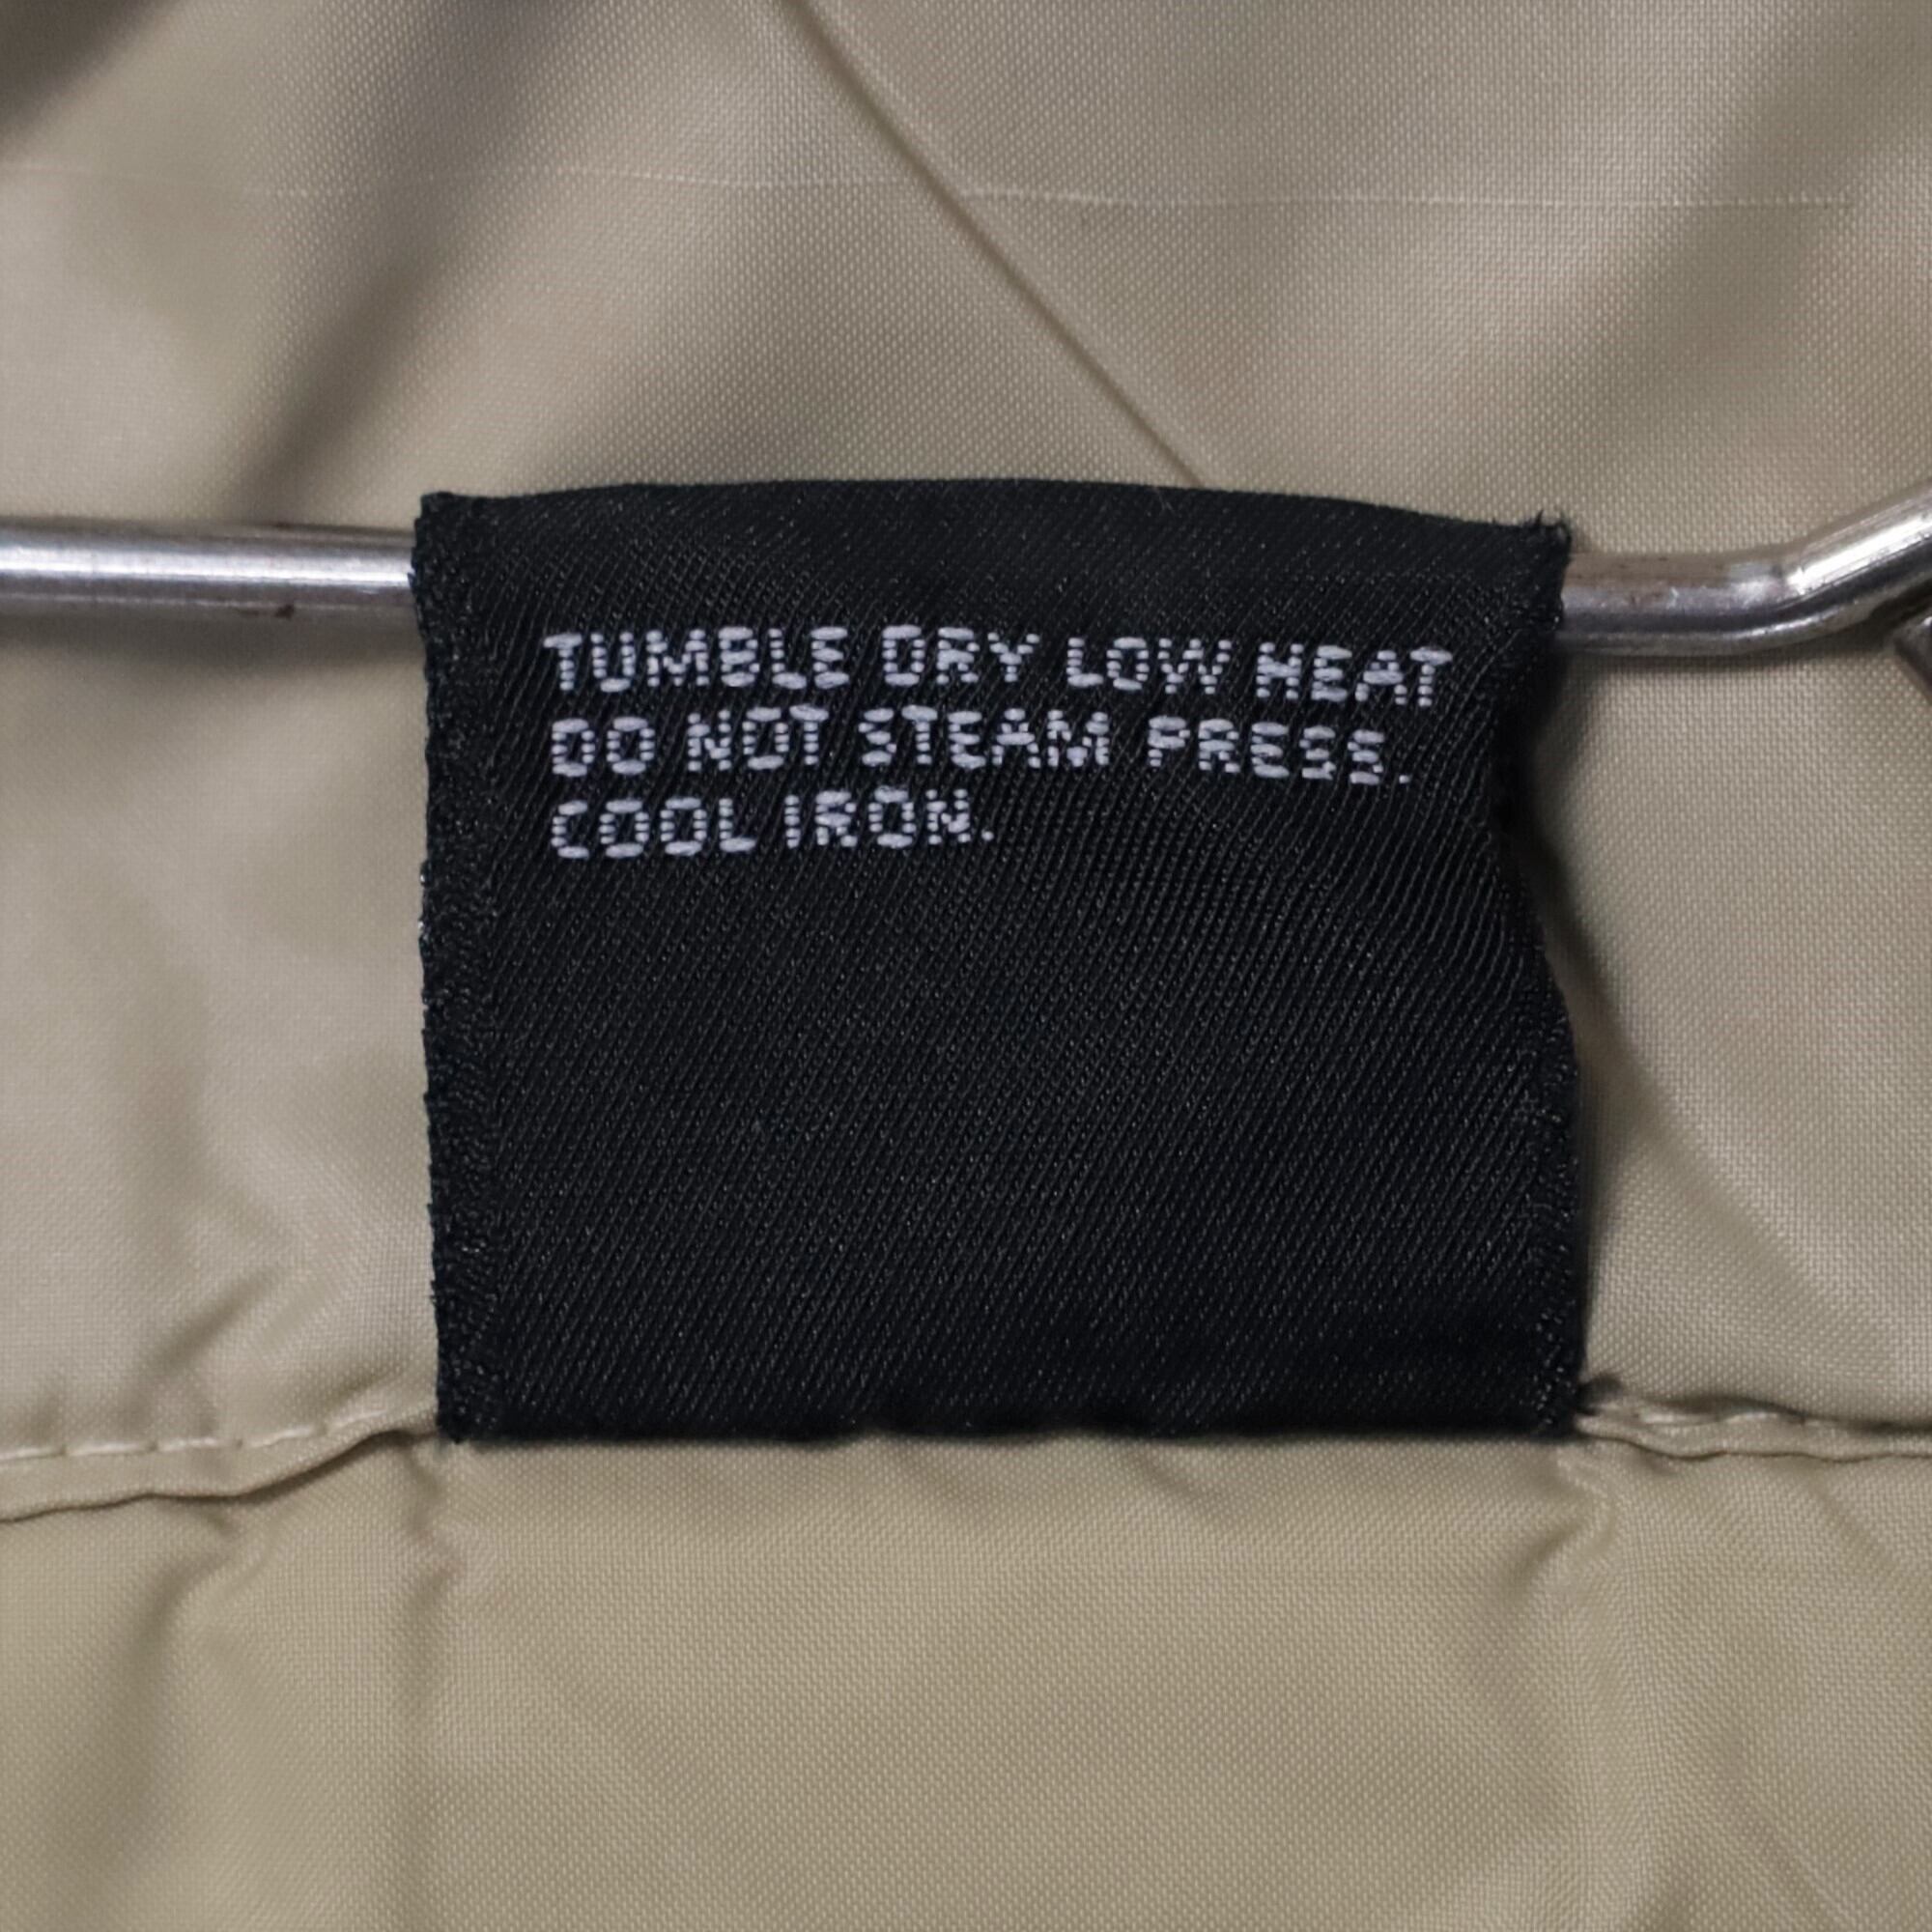 TUMBLE DRY LOW HEAT
DO NOT STEAM PRESS.
COOL IRON.